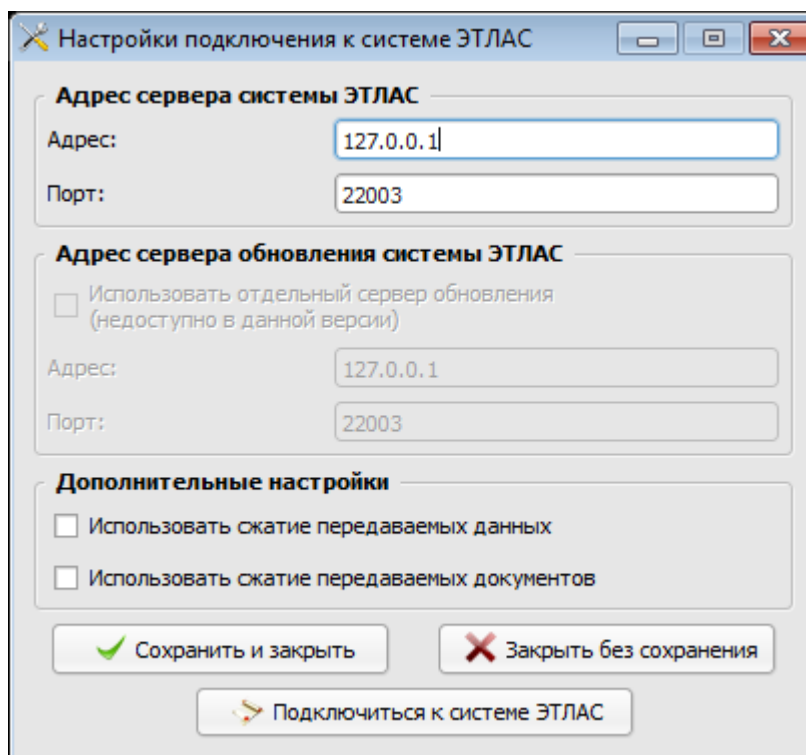 Настройки подключения к системе ЭТЛАС
Адрес сервера системы ЭТЛАС
Адрес: 127.0.0.1
Порт: 22003
Адрес сервера обновления системы ЭТЛАС
Использовать отдельный сервер обновления
(недоступно в данной версии)
Адрес: 127.0.0.1
Порт: 22003
Дополнительные настройки
Использовать сжатие передаваемых данных
Использовать сжатие передаваемых документов
Сохранить и закрыть Закрыть без сохранения
Подключиться к системе ЭТЛАС